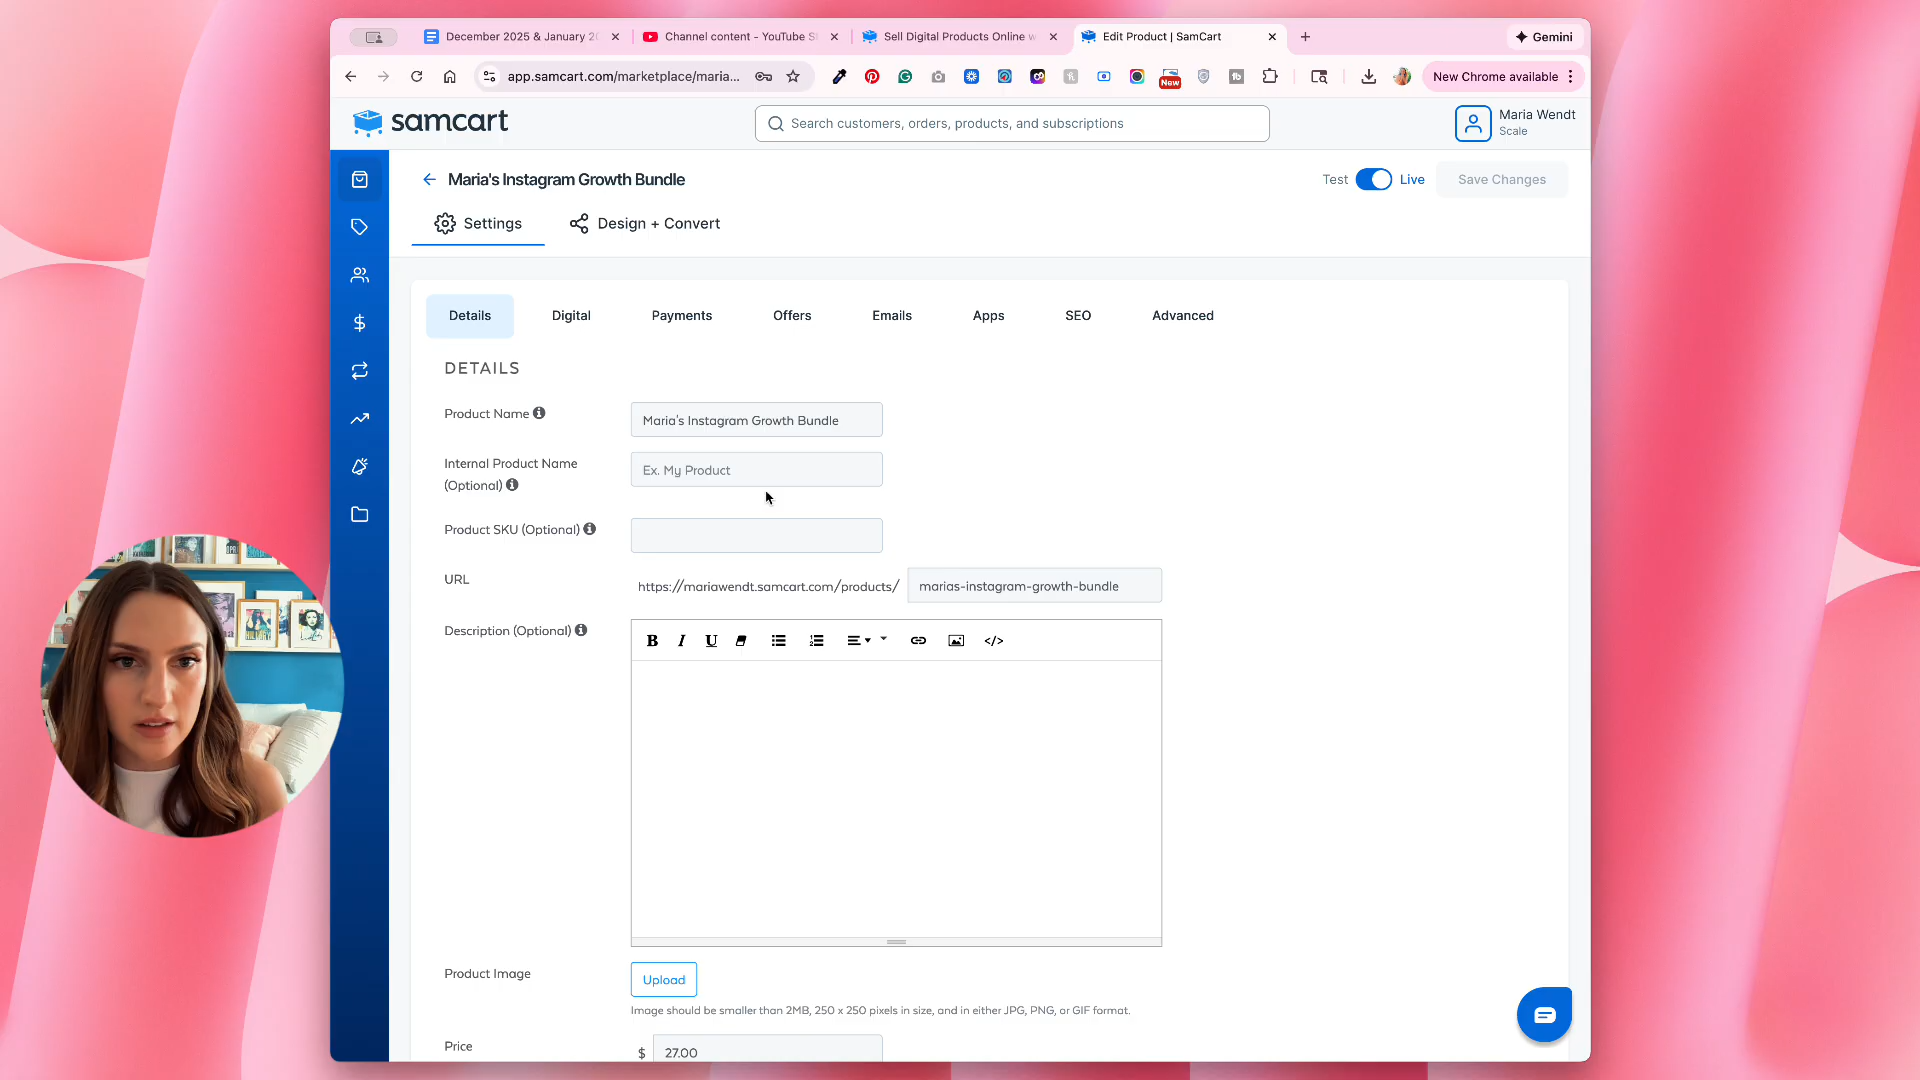 December 2025 & January 20
Channel content - YouTube St
Sell Digital Products Online w
Edit Product | SamCart
Gemini
app.samcart.com/marketplace/maria...
New
New Chrome available
samcart
Search customers, orders, products, and subscriptions
Maria Wendt
Scale
Maria's Instagram Growth Bundle
Test
Live
Save Changes
Settings
Design + Convert
Details
Digital
Payments
Offers
Emails
Apps
SEO
Advanced
DETAILS
Product Name
Maria's Instagram Growth Bundle
Internal Product Name
(Optional)
Ex. My Product
Product SKU (Optional)
URL
https://mariawendt.samcart.com/products/
marias-instagram-growth-bundle
Description (Optional)
B I U
</>
Product Image
Upload
Image should be smaller than 2MB, 250 x 250 pixels in size, and in either JPG, PNG, or GIF format.
Price
$
27.00